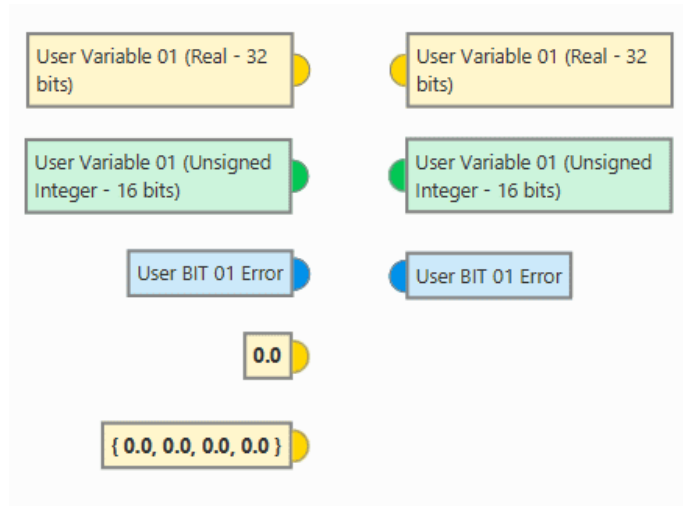 User Variable 01 (Real - 32
bits)
User Variable 01 (Real - 32
bits)
User Variable 01 (Unsigned
Integer - 16 bits)
User Variable 01 (Unsigned
Integer - 16 bits)
User BIT 01 Error
User BIT 01 Error
0.0
{ 0.0, 0.0, 0.0, 0.0 }